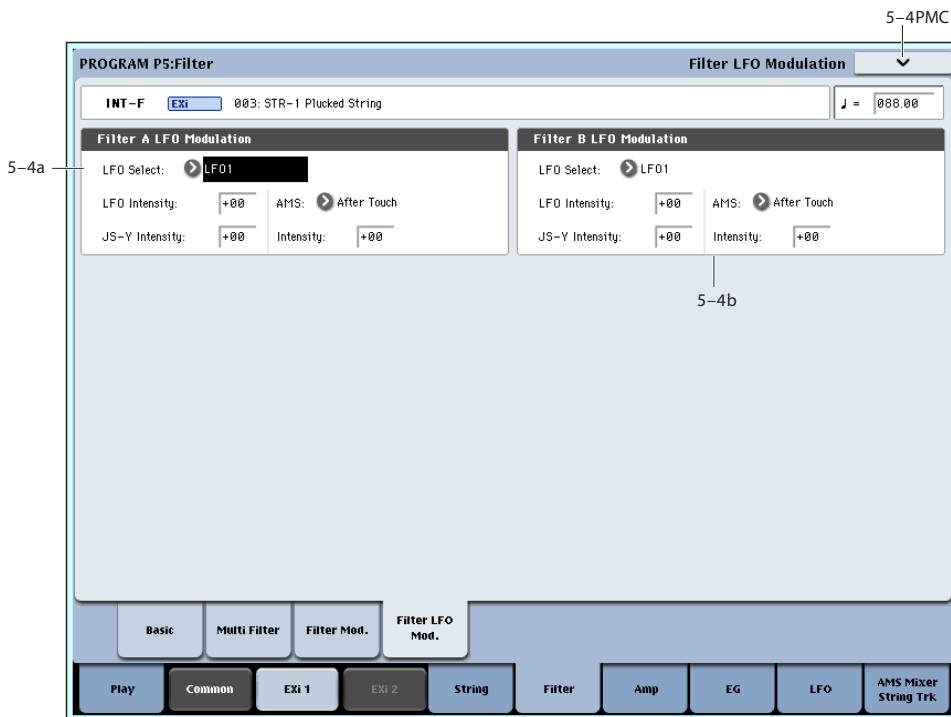 5–4PMC
PROGRAM P5:Filter Filter LFO Modulation
INT-F EXi 003: STR-1 Plucked String ♩ = 088.00
Filter A LFO Modulation Filter B LFO Modulation
5–4a LFO Select: LFO1 LFO Select: LFO1
LFO Intensity: +00 AMS: After Touch LFO Intensity: +00 AMS: After Touch
JS-Y Intensity: +00 Intensity: +00 JS-Y Intensity: +00 Intensity: +00
5–4b
Basic Multi Filter Filter Mod. Filter LFO
Mod.
Play Common EXi 1 EXi 2 String Filter Amp EG LFO AMS Mixer
String Trk